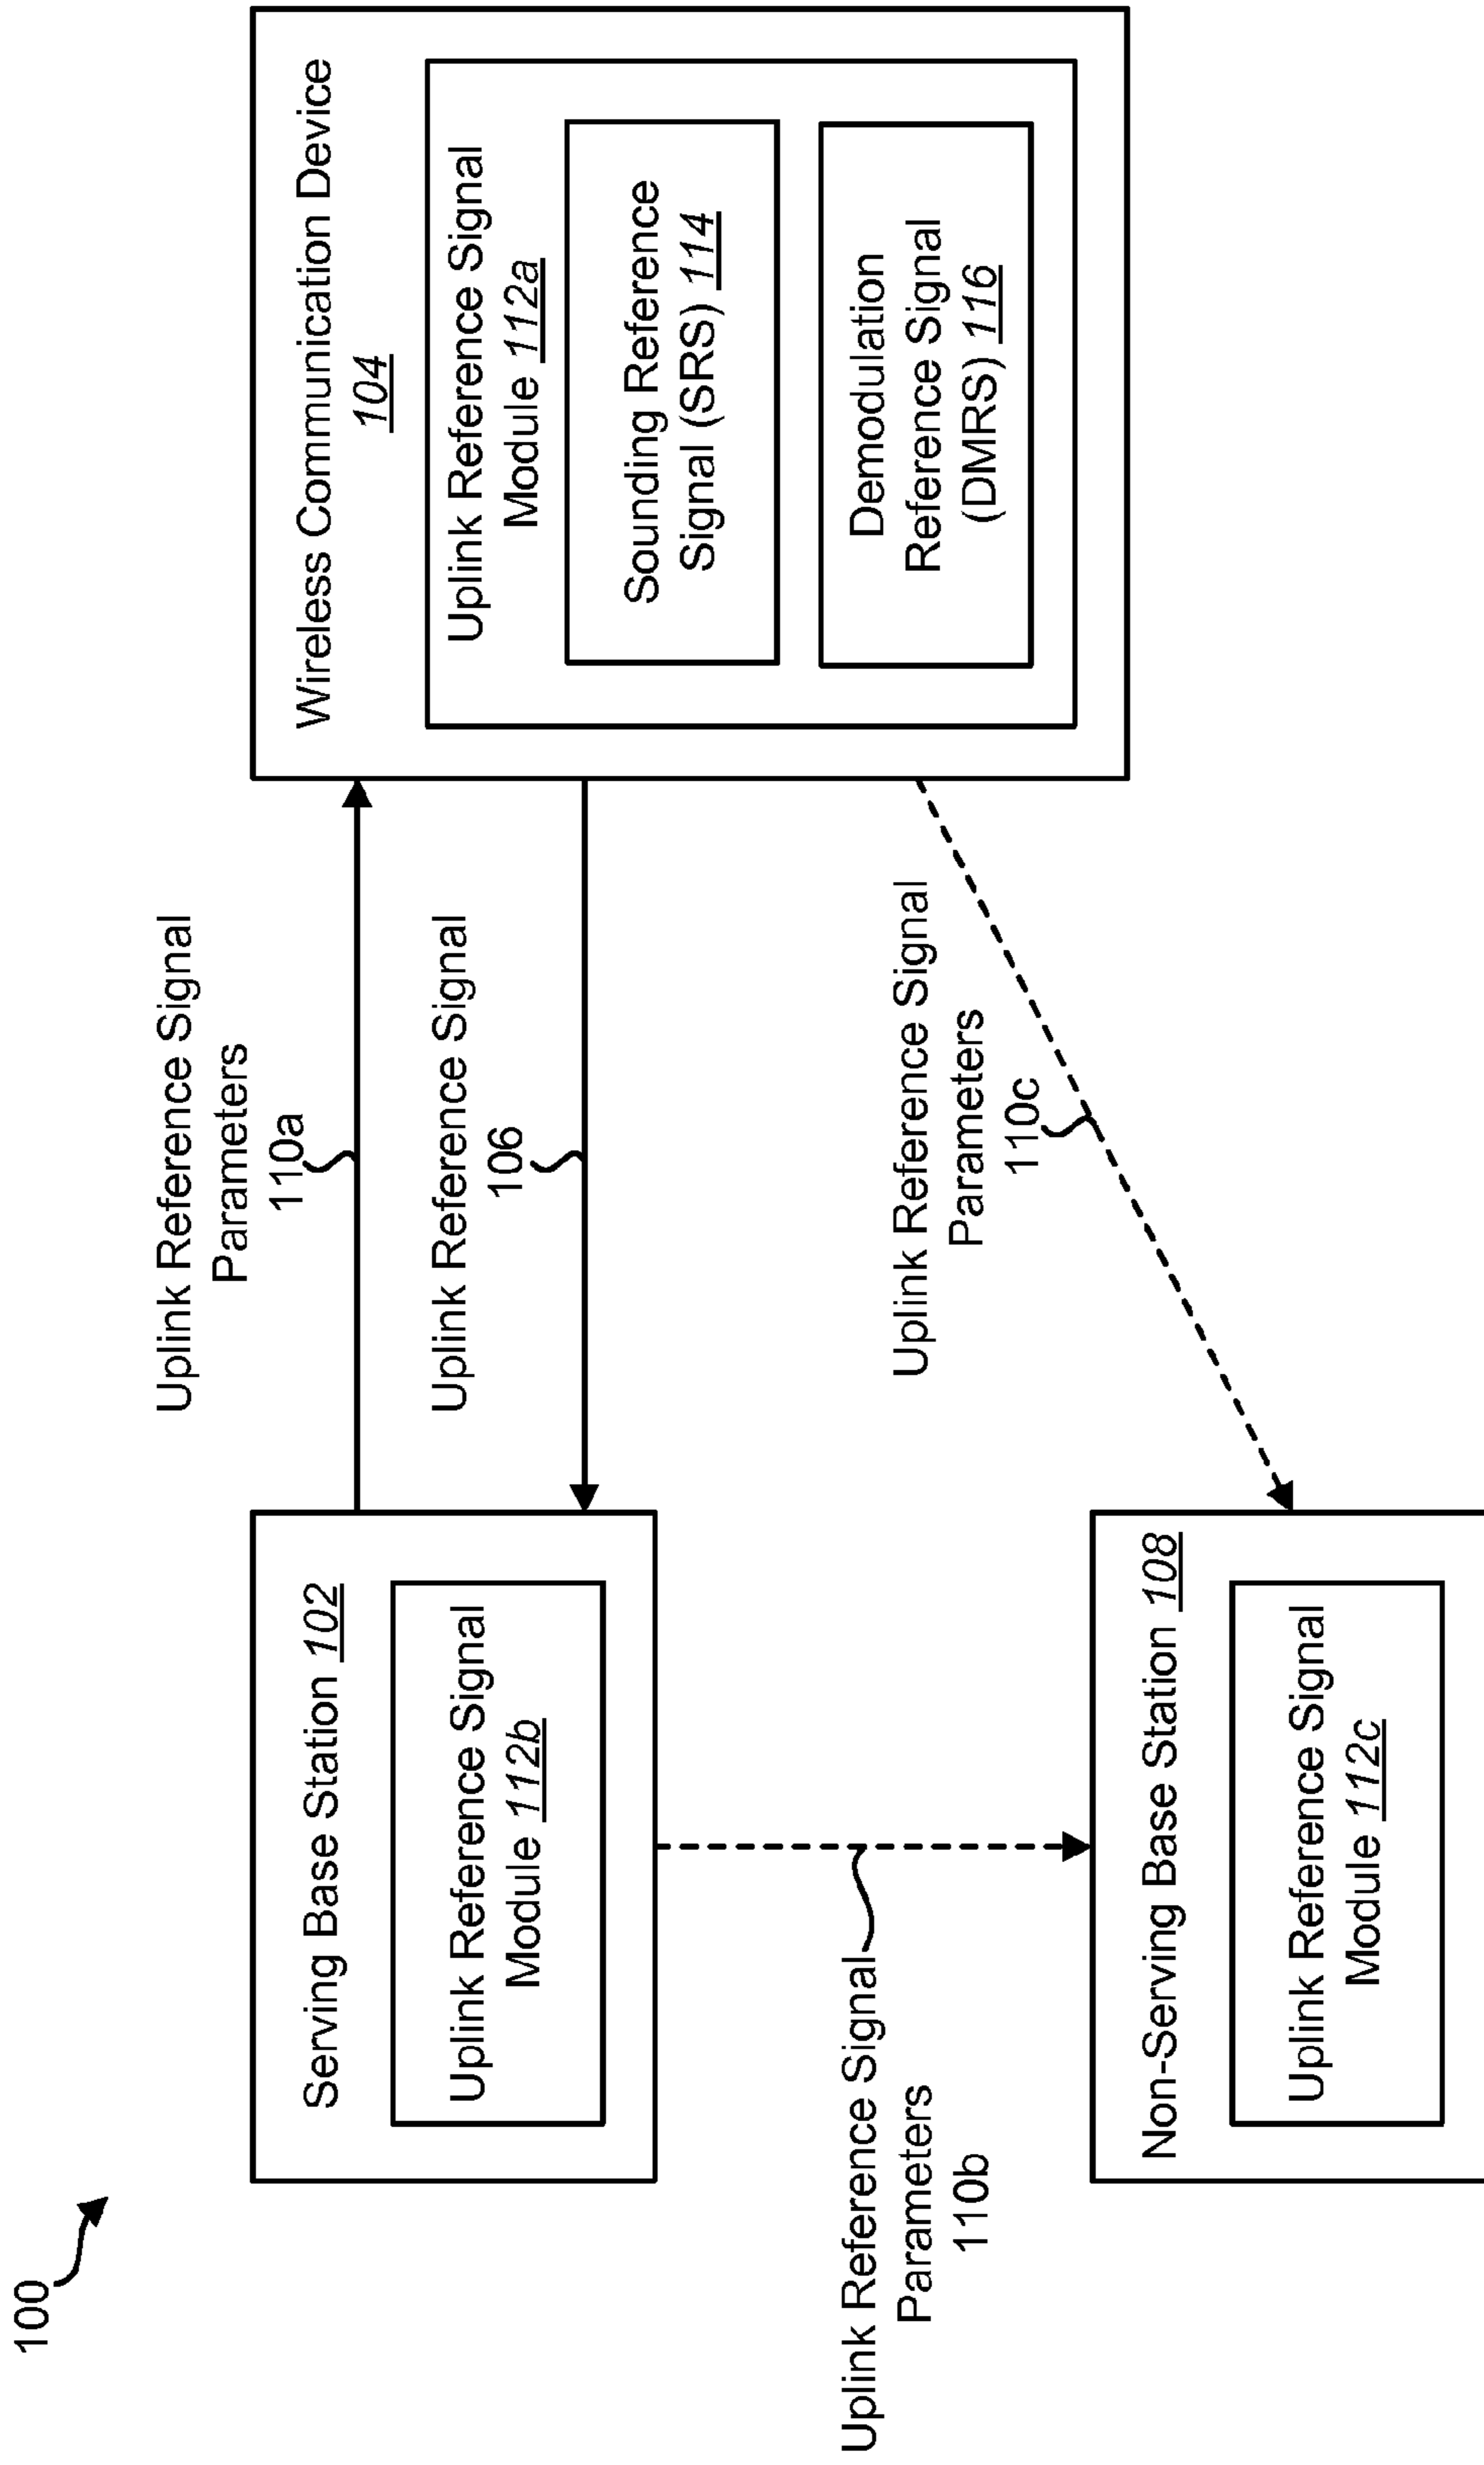 100
Serving Base Station 102
Uplink Reference Signal
Module 112b
Uplink Reference Signal
Parameters
110a
Uplink Reference Signal
106
Wireless Communication Device
104
Uplink Reference Signal
Module 112a
Sounding Reference
Signal (SRS) 114
Demodulation
Reference Signal
(DMRS) 116
Uplink Reference Signal
Parameters
110b
Uplink Reference Signal
Parameters
110c
Non-Serving Base Station 108
Uplink Reference Signal
Module 112c